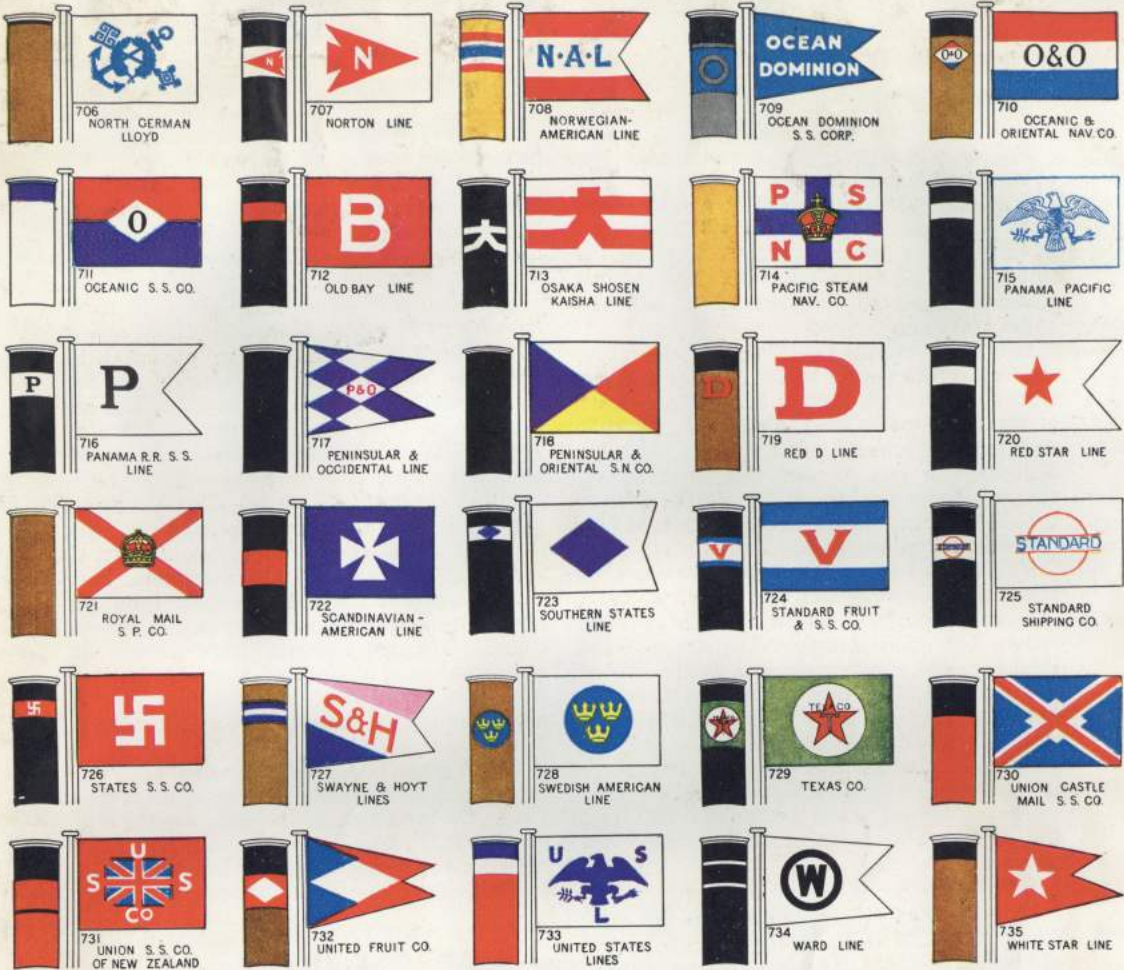 706
NORTH GERMAN
LLOYD
N
N
707
NORTON LINE
N·A·L
708
NORWEGIAN-
AMERICAN LINE
OCEAN
DOMINION
709
OCEAN DOMINION
S. S. CORP.
O&O
O&O
710
OCEANIC &
ORIENTAL NAV. CO.
O
711
OCEANIC S. S. CO.
B
712
OLD BAY LINE
大
713
OSAKA SHOSEN
KAISHA LINE
P S
N C
714
PACIFIC STEAM
NAV. CO.
715
PANAMA PACIFIC
LINE
P
P
716
PANAMA R.R. S. S.
LINE
P&O
717
PENINSULAR &
OCCIDENTAL LINE
718
PENINSULAR &
ORIENTAL S.N. CO.
D
D
719
RED D LINE
720
RED STAR LINE
721
ROYAL MAIL
S. P. CO.
722
SCANDINAVIAN-
AMERICAN LINE
723
SOUTHERN STATES
LINE
V
V
724
STANDARD FRUIT
& S. S. CO.
STANDARD
STANDARD
725
STANDARD
SHIPPING CO.
726
STATES S. S. CO.
S&H
727
SWAYNE & HOYT
LINES
728
SWEDISH AMERICAN
LINE
TEXACO
729
TEXAS CO.
730
UNION CASTLE
MAIL S. S. CO.
U
S S
CO
731
UNION S. S. CO.
OF NEW ZEALAND
732
UNITED FRUIT CO.
U S
L
733
UNITED STATES
LINES
W
734
WARD LINE
735
WHITE STAR LINE